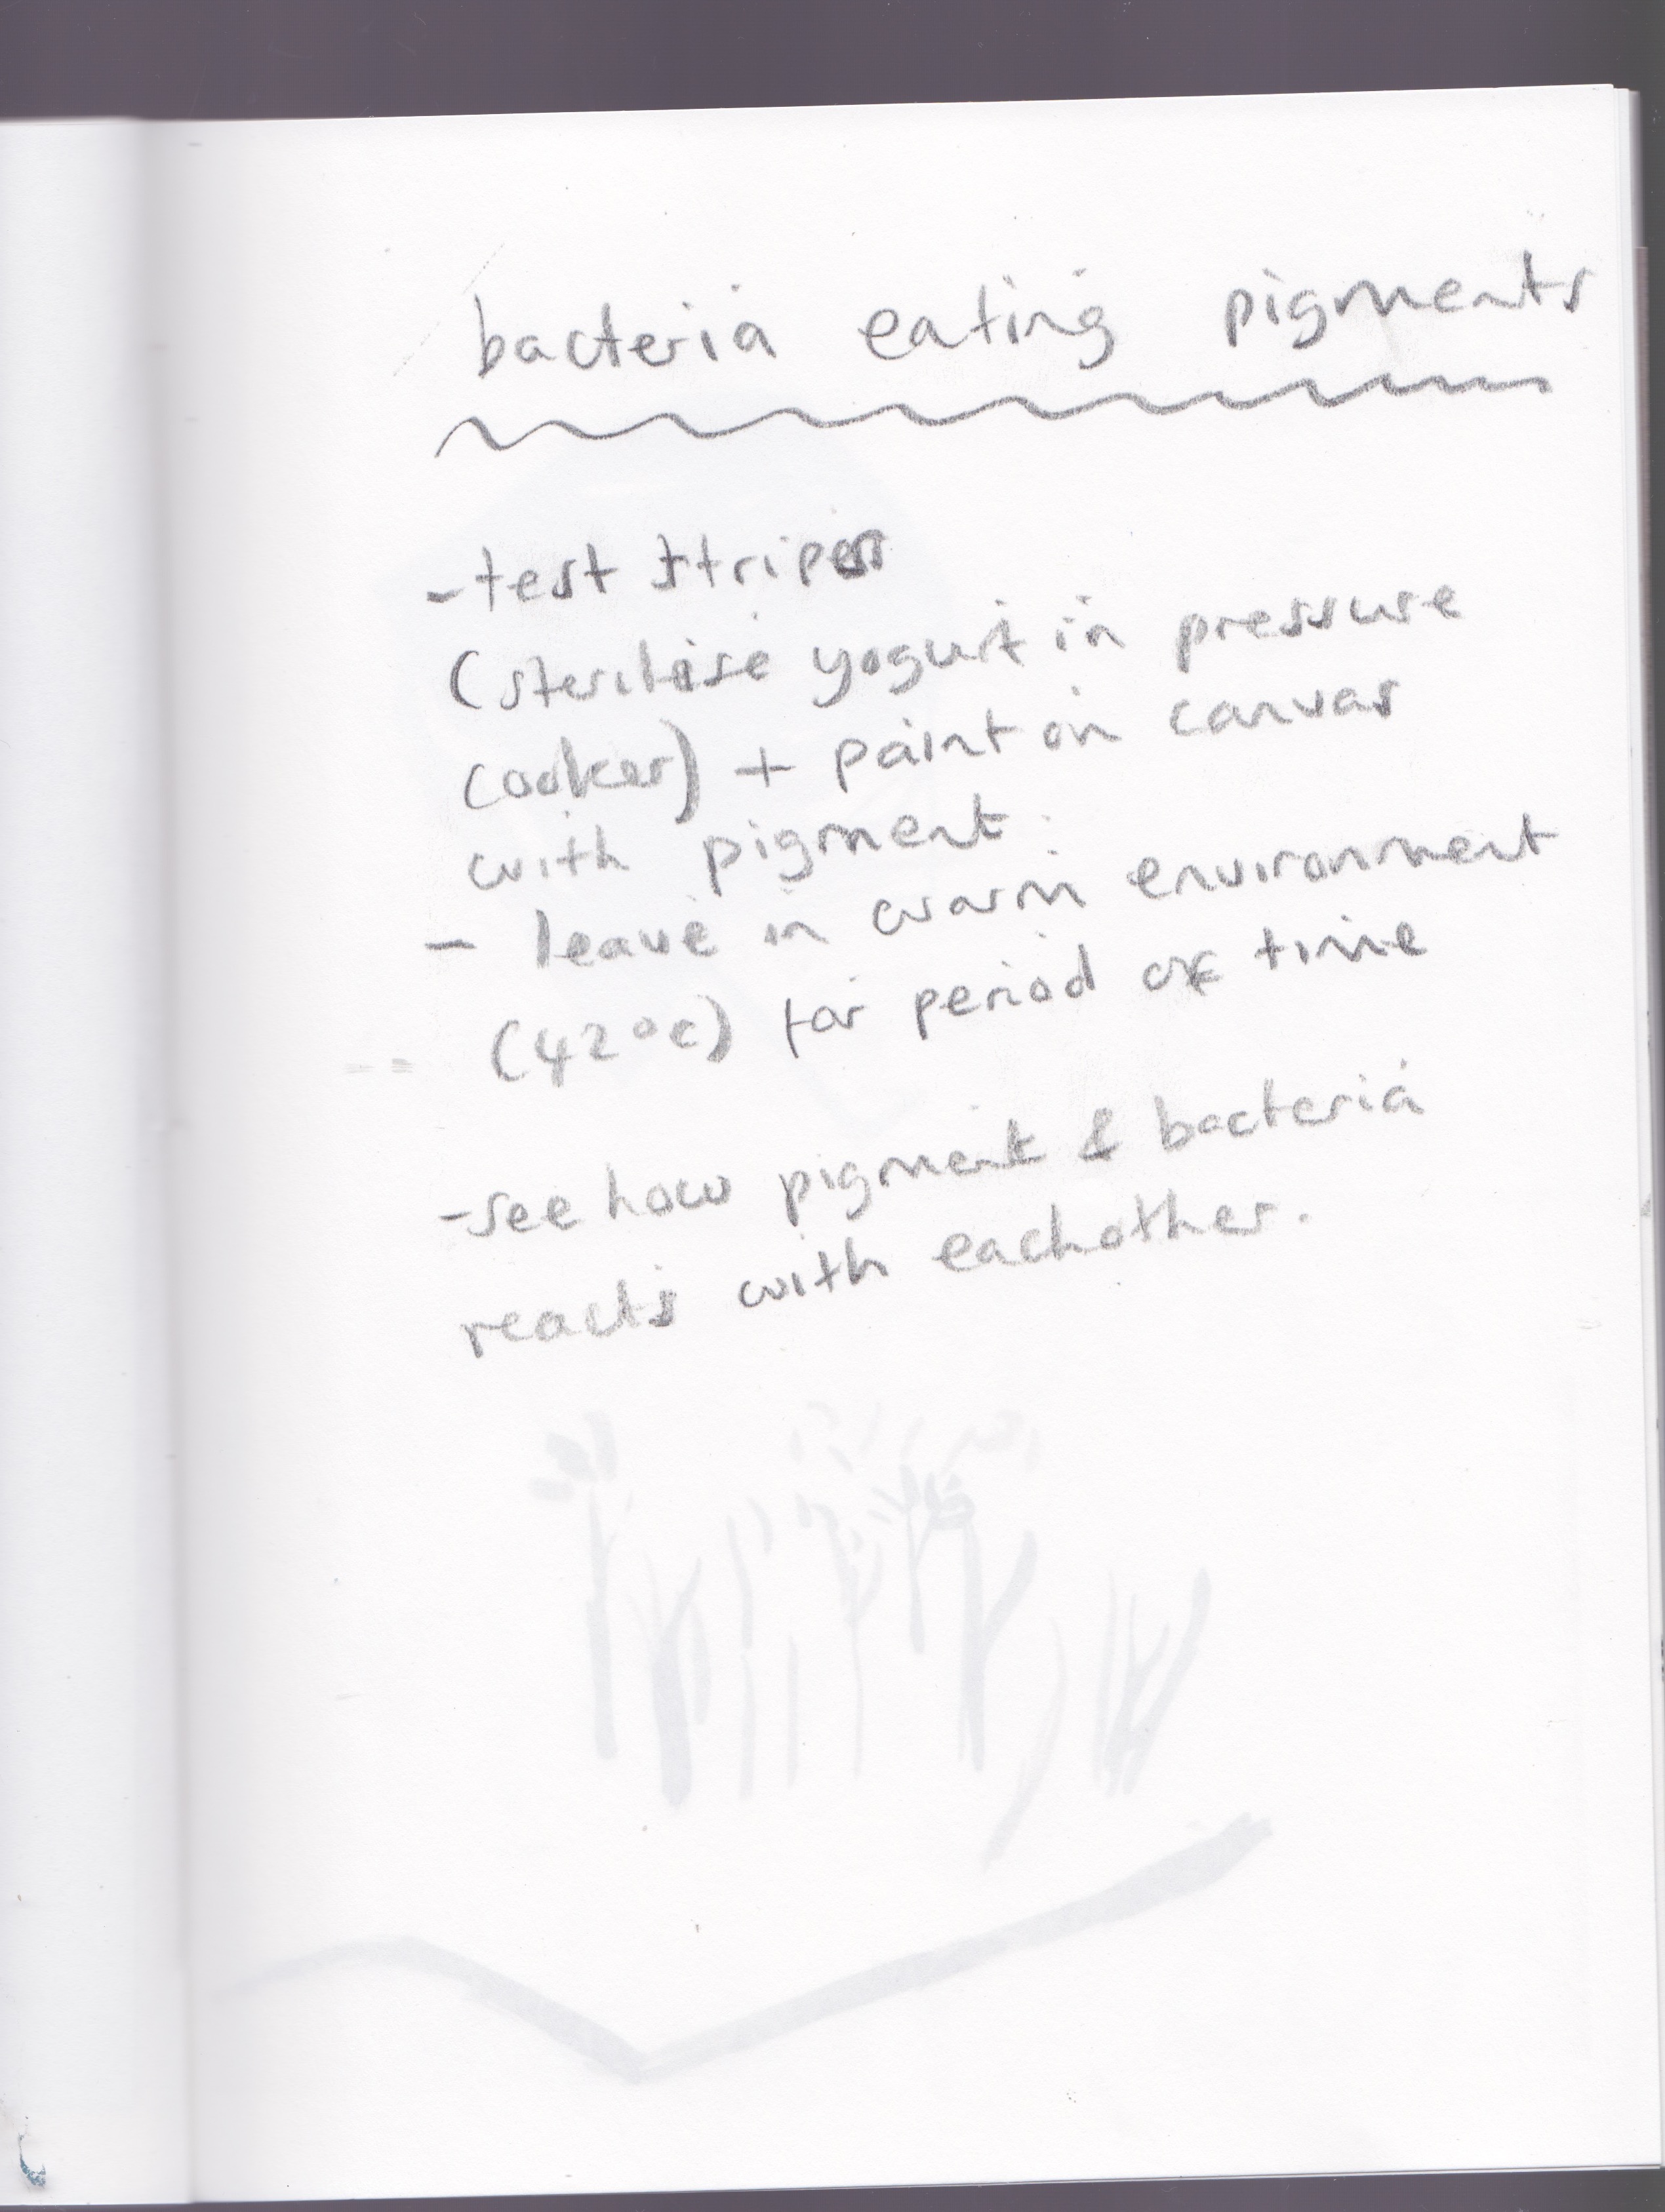 bacteria eating pigments
- test stripes
(sterilise yogurt in pressure
cooker) + paint on canvas
with pigment.
- leave in warm environment
(42°c) for period of time
- see how pigment & bacteria
reacts with eachother.